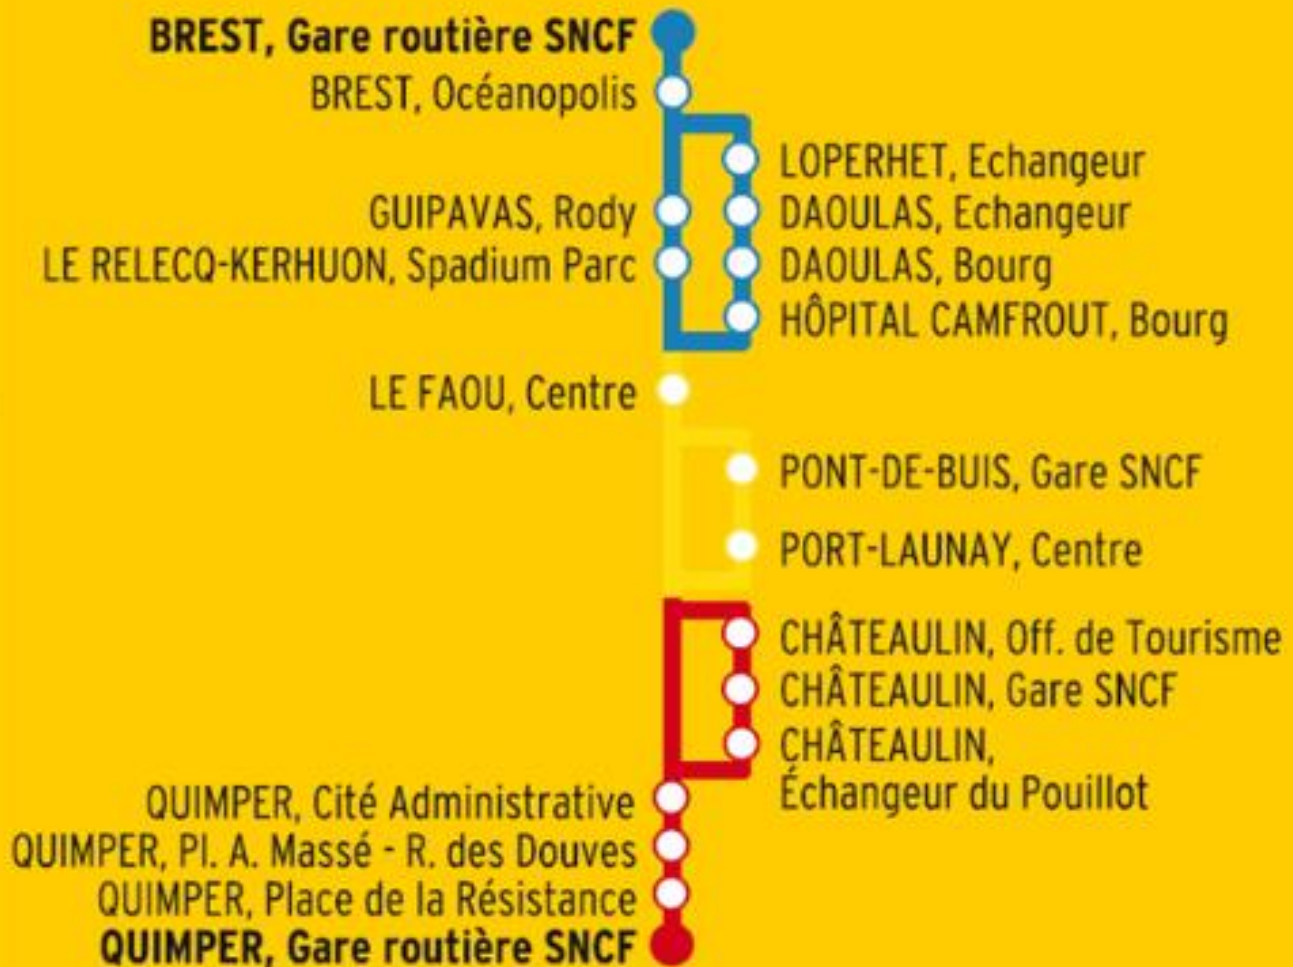 BREST, Gare routière SNCF
BREST, Océanopolis
LOPERHET, Echangeur
GUIPAVAS, Rody
DAOULAS, Echangeur
LE RELECQ-KERHUON, Spadium Parc
DAOULAS, Bourg
HÔPITAL CAMFROUT, Bourg
LE FAOU, Centre
PONT-DE-BUIS, Gare SNCF
PORT-LAUNAY, Centre
CHÂTEAULIN, Off. de Tourisme
CHÂTEAULIN, Gare SNCF
CHÂTEAULIN,
Échangeur du Pouillot
QUIMPER, Cité Administrative
QUIMPER, Pl. A. Massé - R. des Douves
QUIMPER, Place de la Résistance
QUIMPER, Gare routière SNCF